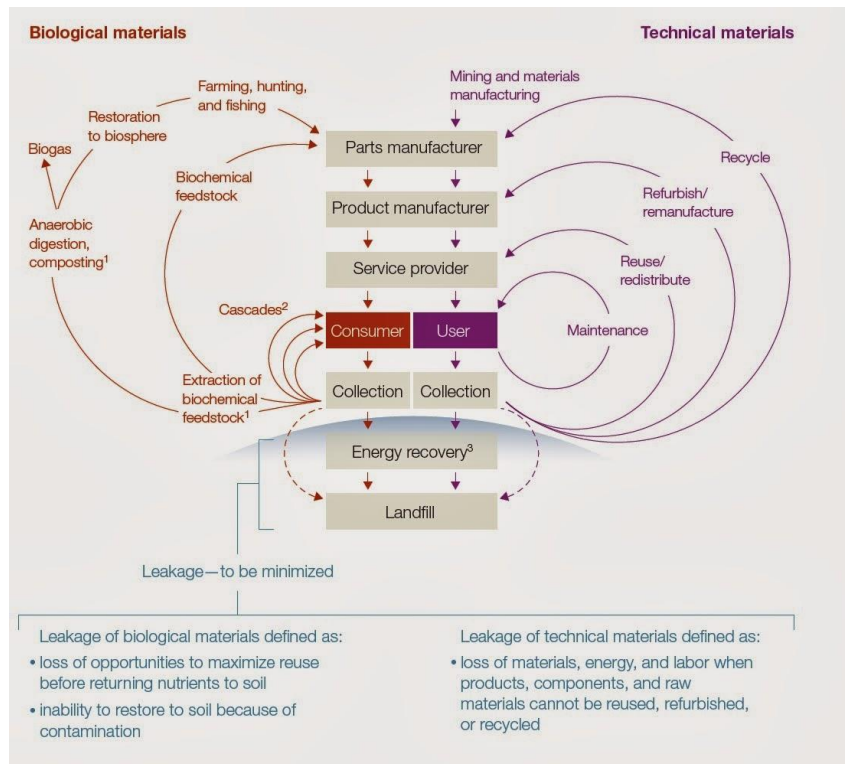 Biological materials
Technical materials
Farming, hunting,
and fishing
Mining and materials
manufacturing
Restoration
to biosphere
Biogas
Parts manufacturer
Recycle
Biochemical
feedstock
Refurbish/
remanufacture
Product manufacturer
Anaerobic
digestion,
composting¹
Service provider
Reuse/
redistribute
Cascades²
Consumer
User
Maintenance
Extraction of
biochemical
feedstock¹
Collection
Collection
Energy recovery³
Landfill
Leakage—to be minimized
Leakage of biological materials defined as:
• loss of opportunities to maximize reuse
before returning nutrients to soil
• inability to restore to soil because of
contamination
Leakage of technical materials defined as:
• loss of materials, energy, and labor when
products, components, and raw
materials cannot be reused, refurbished,
or recycled